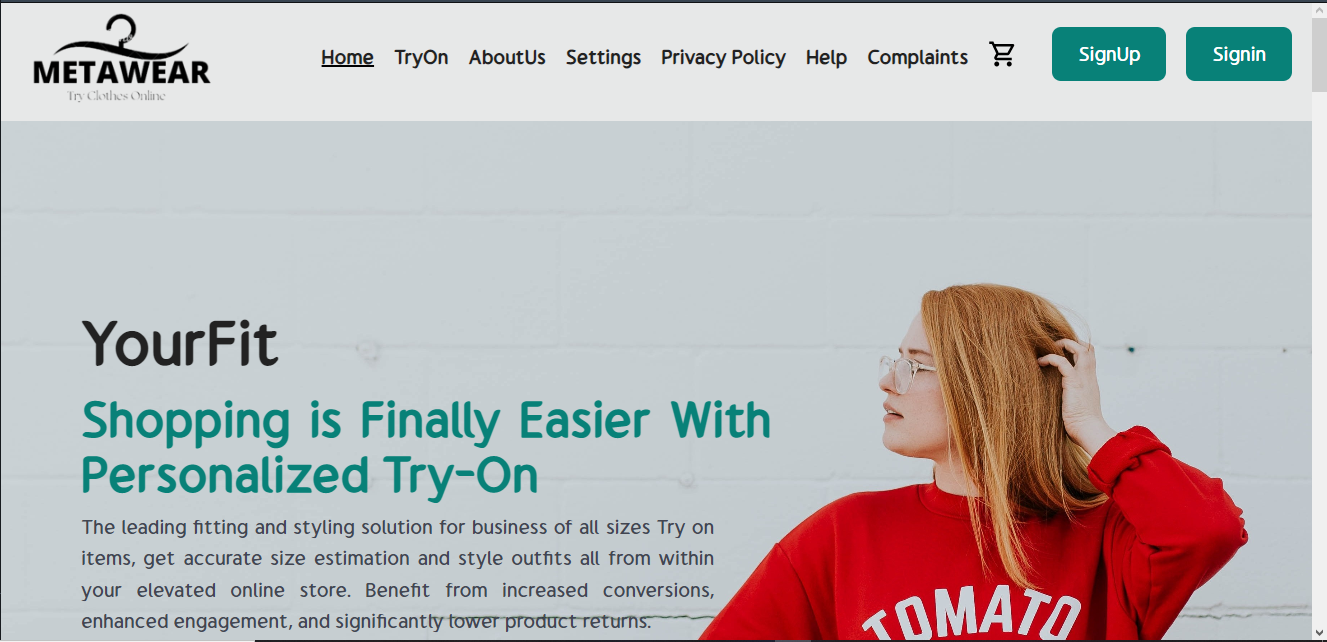 METAWEAR
Try Clothes Online
Home TryOn AboutUs Settings Privacy Policy Help Complaints SignUp Signin
YourFit
Shopping is Finally Easier With
Personalized Try-On
The leading fitting and styling solution for business of all sizes Try on
items, get accurate size estimation and style outfits all from within
your elevated online store. Benefit from increased conversions,
enhanced engagement, and significantly lower product returns.
TOMATO